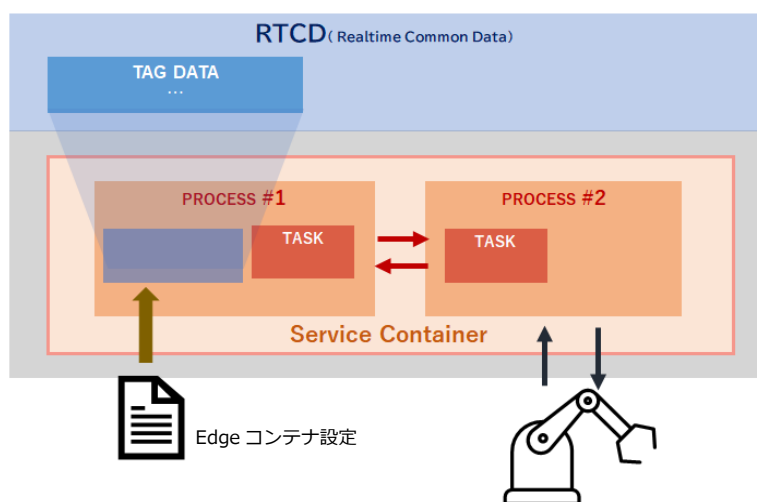 RTCD( Realtime Common Data)
TAG DATA
...
PROCESS #1
PROCESS #2
TASK
TASK
Service Container
Edge コンテナ設定